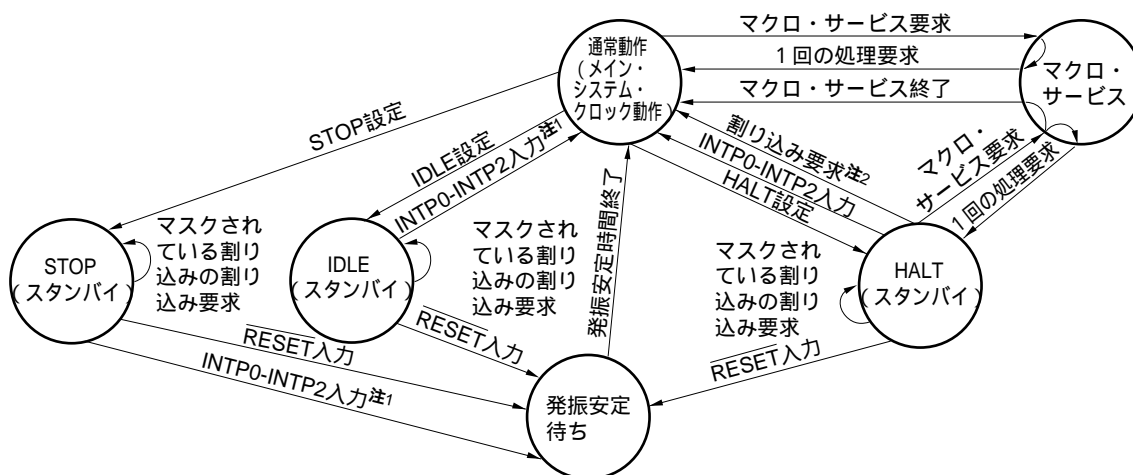 マクロ・サービス要求
1回の処理要求
マクロ・サービス終了
通常動作
(メイン・
システム・
クロック動作)
マクロ・
サービス
STOP設定
IDLE設定
INTP0-INTP2入力注1
割り込み要求注2
INTP0-INTP2入力
HALT設定
マクロ・
サービス要求
1回の処理要求
発振安定時間終了
STOP
(スタンバイ)
マスクされ
ている割り
込みの割り
込み要求
IDLE
(スタンバイ)
マスクされ
ている割り
込みの割り
込み要求
マスクされ
ている割り
込みの割り
込み要求
HALT
(スタンバイ)
RESET入力
INTP0-INTP2入力注1
RESET入力
RESET入力
発振安定
待ち